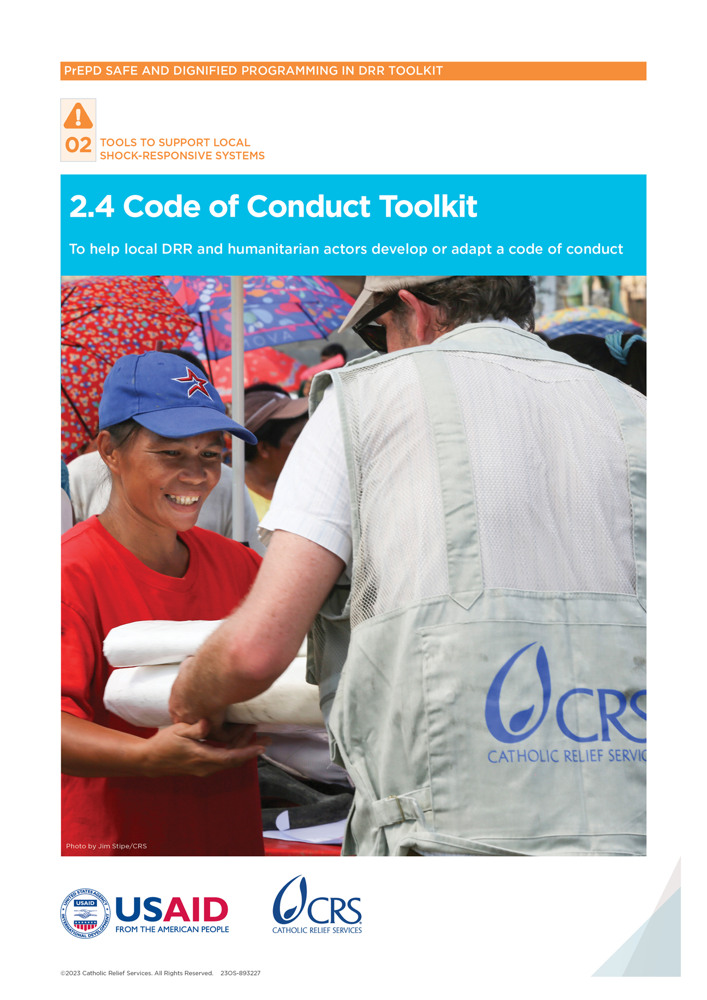 PrEPD SAFE AND DIGNIFIED PROGRAMMING IN DRR TOOLKIT
02
TOOLS TO SUPPORT LOCAL
SHOCK-RESPONSIVE SYSTEMS
2.4 Code of Conduct Toolkit
To help local DRR and humanitarian actors develop or adapt a code of conduct
NOVA
CRS
CATHOLIC RELIEF SERVIC
Photo by Jim Stipe/CRS
UNITED STATES AGENCY
USAID
INTERNATIONAL DEVELOPMENT
USAID
FROM THE AMERICAN PEOPLE
CRS
CATHOLIC RELIEF SERVICES
©2023 Catholic Relief Services. All Rights Reserved. 23OS-893227